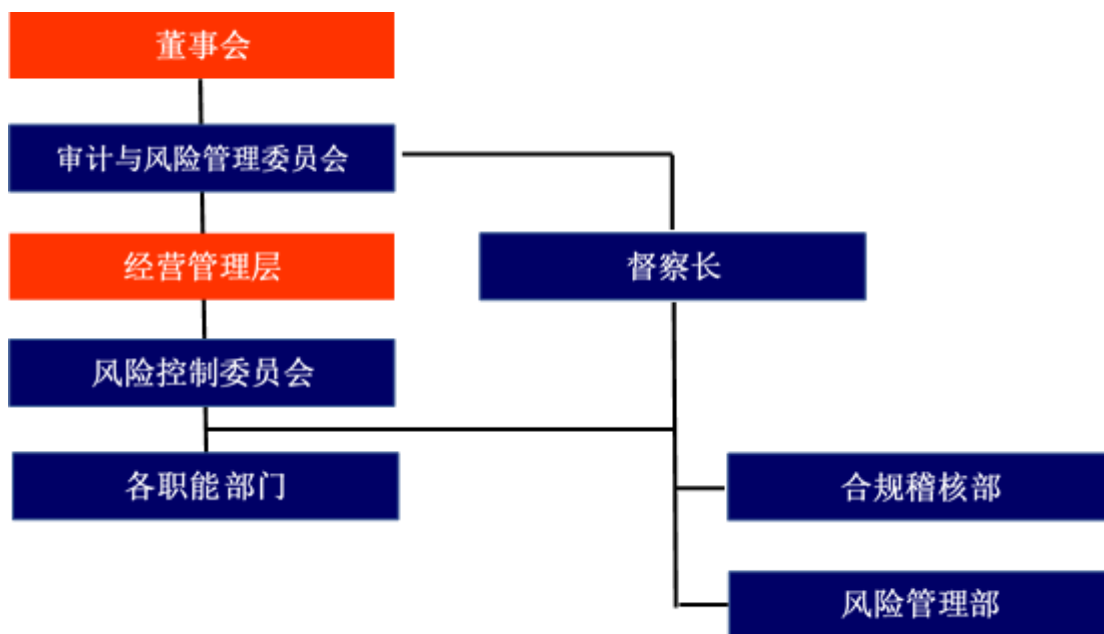 董事会
审计与风险管理委员会
经营管理层
督察长
风险控制委员会
各职能部门
合规稽核部
风险管理部